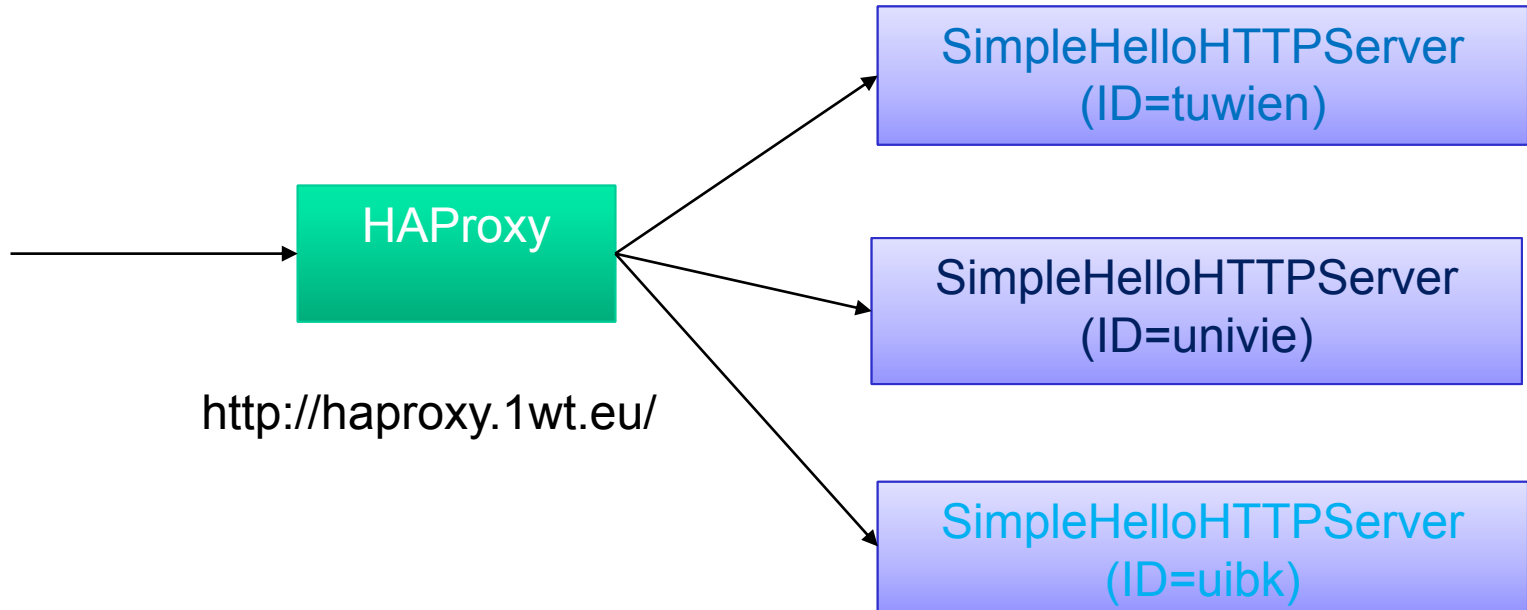 SimpleHelloHTTPServer
(ID=tuwien)
HAProxy
SimpleHelloHTTPServer
(ID=univie)
http://haproxy.1wt.eu/
SimpleHelloHTTPServer
(ID=uibk)